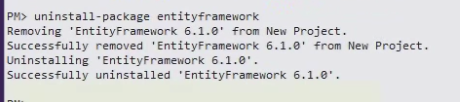 PM> uninstall-package entityframework
Removing 'EntityFramework 6.1.0' from New Project.
Successfully removed 'EntityFramework 6.1.0' from New Project.
Uninstalling 'EntityFramework 6.1.0'.
Successfully uninstalled 'EntityFramework 6.1.0'.